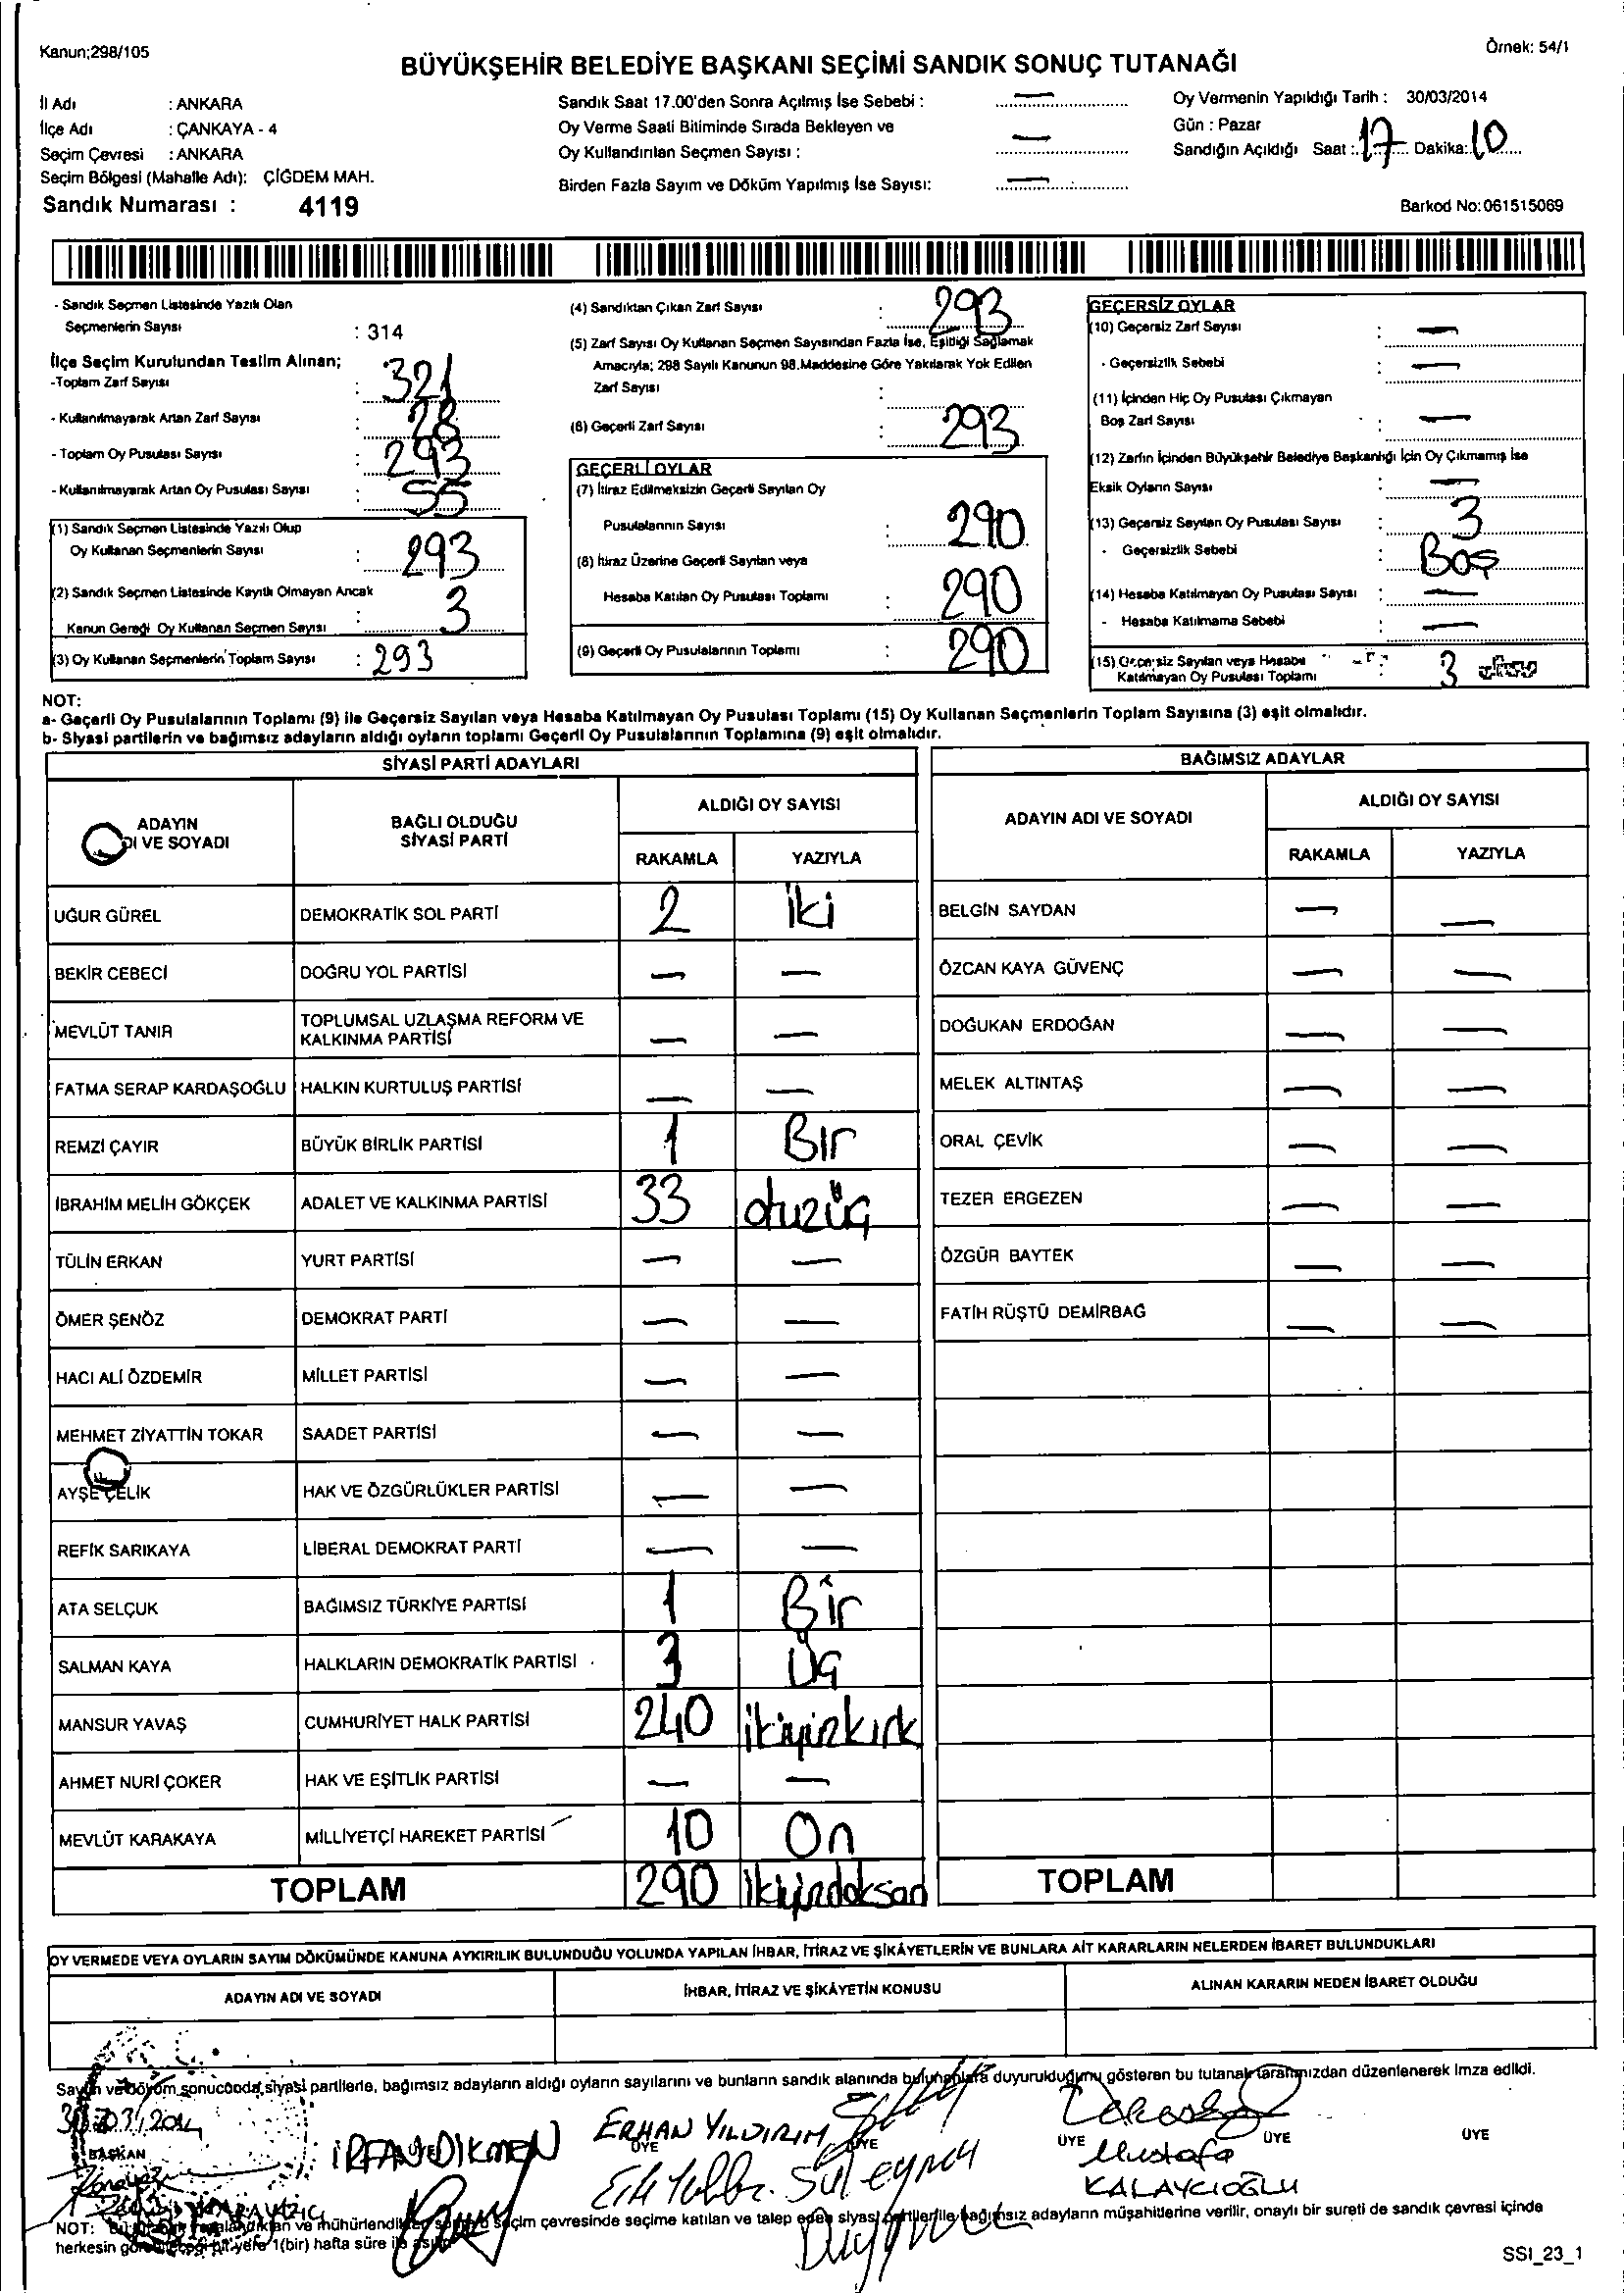 Kanun;298/105
Örnek: 54/1
BÜYÜKŞEHİR BELEDİYE BAŞKANI SEÇİMİ SANDIK SONUÇ TUTANAĞI
İl Adı : ANKARA
İlçe Adı : ÇANKAYA - 4
Seçim Çevresi : ANKARA
Seçim Bölgesi (Mahalle Adı): ÇİĞDEM MAH.
Sandık Numarası : 4119
Sandık Saat 17.00'den Sonra Açılmış İse Sebebi : —
Oy Verme Saati Bitiminde Sırada Bekleyen ve
Oy Kullandırılan Seçmen Sayısı : —
Birden Fazla Sayım ve Döküm Yapılmış İse Sayısı: —
Oy Vermenin Yapıldığı Tarih : 30/03/2014
Gün : Pazar
Sandığın Açıldığı Saat : 17 Dakika: 10
Barkod No:061515069
- Sandık Seçmen Listesinde Yazılı Olan
Seçmenlerin Sayısı : 314
İlçe Seçim Kurulundan Teslim Alınan;
-Toplam Zarf Sayısı : 321
- Kullanılmayarak Artan Zarf Sayısı : 28
- Toplam Oy Pusulası Sayısı : 293
- Kullanılmayarak Artan Oy Pusulası Sayısı : 55
(1) Sandık Seçmen Listesinde Yazılı Olup
Oy Kullanan Seçmenlerin Sayısı : 293
(2) Sandık Seçmen Listesinde Kayıtlı Olmayan Ancak
Kanun Gereği Oy Kullanan Seçmen Sayısı : 3
(3) Oy Kullanan Seçmenlerin Toplam Sayısı : 293
(4) Sandıktan Çıkan Zarf Sayısı : 293
(5) Zarf Sayısı Oy Kullanan Seçmen Sayısından Fazla İse, Eşitliği Sağlamak
Amacıyla; 298 Sayılı Kanunun 98.Maddesine Göre Yakılarak Yok Edilen
Zarf Sayısı :
(6) Geçerli Zarf Sayısı : 293
GEÇERLİ OYLAR
(7) İtiraz Edilmeksizin Geçerli Sayılan Oy
Pusulalarının Sayısı : 290
(8) İtiraz Üzerine Geçerli Sayılan veya
Hesaba Katılan Oy Pusulası Toplamı : 290
(9) Geçerli Oy Pusulalarının Toplamı : 290
GEÇERSİZ OYLAR
(10) Geçersiz Zarf Sayısı : —
- Geçersizlik Sebebi : —
(11) İçinden Hiç Oy Pusulası Çıkmayan
Boş Zarf Sayısı : —
(12) Zarfın İçinden Büyükşehir Belediye Başkanlığı İçin Oy Çıkmamış İse
Eksik Oyların Sayısı : —
(13) Geçersiz Sayılan Oy Pusulası Sayısı : 3
- Geçersizlik Sebebi : Boş
(14) Hesaba Katılmayan Oy Pusulası Sayısı : —
- Hesaba Katılmama Sebebi : —
(15) Geçersiz Sayılan veya Hesaba
Katılmayan Oy Pusulası Toplamı : 3
NOT:
a- Geçerli Oy Pusulalarının Toplamı (9) ile Geçersiz Sayılan veya Hesaba Katılmayan Oy Pusulası Toplamı (15) Oy Kullanan Seçmenlerin Toplam Sayısına (3) eşit olmalıdır.
b- Siyasi partilerin ve bağımsız adayların aldığı oyların toplamı Geçerli Oy Pusulalarının Toplamına (9) eşit olmalıdır.
SİYASİ PARTİ ADAYLARI
ADAYIN DI VE SOYADI BAĞLI OLDUĞU SİYASİ PARTİ ALDIĞI OY SAYISI
RAKAMLA YAZIYLA
UĞUR GÜREL DEMOKRATİK SOL PARTİ 2 İki
BEKİR CEBECİ DOĞRU YOL PARTİSİ — —
MEVLÜT TANIR TOPLUMSAL UZLAŞMA REFORM VE KALKINMA PARTİSİ — —
FATMA SERAP KARDAŞOĞLU HALKIN KURTULUŞ PARTİSİ — —
REMZİ ÇAYIR BÜYÜK BİRLİK PARTİSİ 1 BIr
İBRAHİM MELİH GÖKÇEK ADALET VE KALKINMA PARTİSİ 33 otuzüç
TÜLİN ERKAN YURT PARTİSİ — —
ÖMER ŞENÖZ DEMOKRAT PARTİ — —
HACI ALİ ÖZDEMİR MİLLET PARTİSİ — —
MEHMET ZİYATTİN TOKAR SAADET PARTİSİ — —
AYŞE ÇELİK HAK VE ÖZGÜRLÜKLER PARTİSİ — —
REFİK SARIKAYA LİBERAL DEMOKRAT PARTİ — —
ATA SELÇUK BAĞIMSIZ TÜRKİYE PARTİSİ 1 Bir
SALMAN KAYA HALKLARIN DEMOKRATİK PARTİSİ 3 Üç
MANSUR YAVAŞ CUMHURİYET HALK PARTİSİ 240 ikiyüzkırk
AHMET NURİ ÇOKER HAK VE EŞİTLİK PARTİSİ — —
MEVLÜT KARAKAYA MİLLİYETÇİ HAREKET PARTİSİ 10 On
TOPLAM 290 ikiyüzdoksan
BAĞIMSIZ ADAYLAR
ADAYIN ADI VE SOYADI ALDIĞI OY SAYISI
RAKAMLA YAZIYLA
BELGİN SAYDAN — —
ÖZCAN KAYA GÜVENÇ — —
DOĞUKAN ERDOĞAN — —
MELEK ALTINTAŞ — —
ORAL ÇEVİK — —
TEZER ERGEZEN — —
ÖZGÜR BAYTEK — —
FATİH RÜŞTÜ DEMİRBAĞ — —
TOPLAM
OY VERMEDE VEYA OYLARIN SAYIM DÖKÜMÜNDE KANUNA AYKIRILIK BULUNDUĞU YOLUNDA YAPILAN İHBAR, İTİRAZ VE ŞİKÂYETLERİN VE BUNLARA AİT KARARLARIN NELERDEN İBARET BULUNDUKLARI
ADAYIN ADI VE SOYADI İHBAR, İTİRAZ VE ŞİKÂYETİN KONUSU ALINAN KARARIN NEDEN İBARET OLDUĞU
Sayım ve döküm sonucunda, siyasi partilerle, bağımsız adayların aldığı oyların sayılarını ve bunların sandık alanında bulunanlara duyurulduğunu gösteren bu tutanak tarafımızdan düzenlenerek imza edildi.
30/03/2014
BAŞKAN ÜYE ÜYE ÜYE ÜYE ÜYE ÜYE
İRFAN DİKMEN
ERHAN YILDIRIM
Mustafa
KALAYCIOĞLU
NOT: seçim çevresinde seçime katılan ve talep eden siyasi partilerle bağımsız adayların müşahitlerine verilir, onaylı bir sureti de sandık çevresi içinde
herkesin 1(bir) hafta süre ile
SSI_23_1